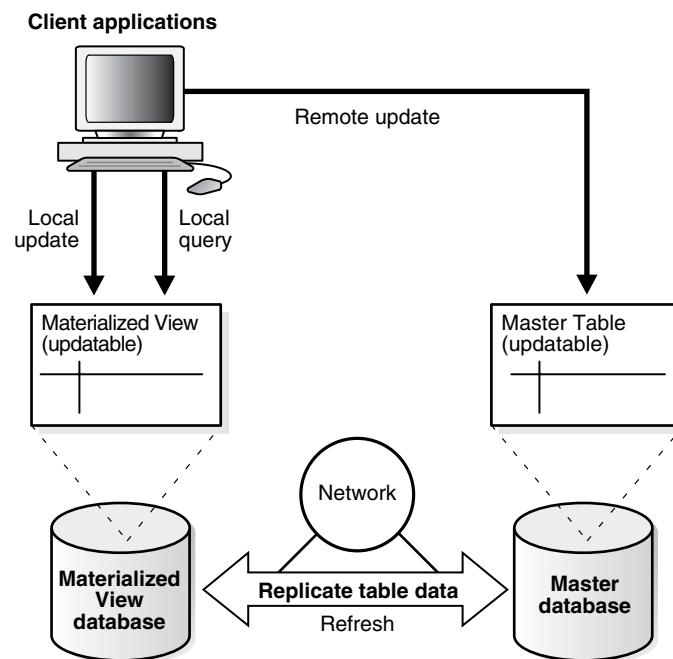 Client applications
Remote update
Local
update
Local
query
Materialized View
(updatable)
Master Table
(updatable)
Network
Materialized
View
database
Replicate table data
Refresh
Master
database